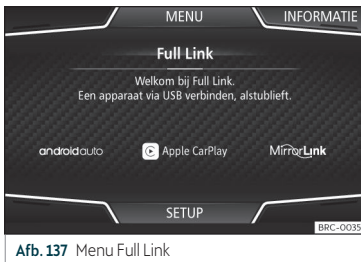 MENU INFORMATIE
Full Link
Welkom bij Full Link.
Een apparaat via USB verbinden, alstublieft.
androidauto Apple CarPlay MirrorLink
SETUP
BRC-0035
Afb. 137 Menu Full Link